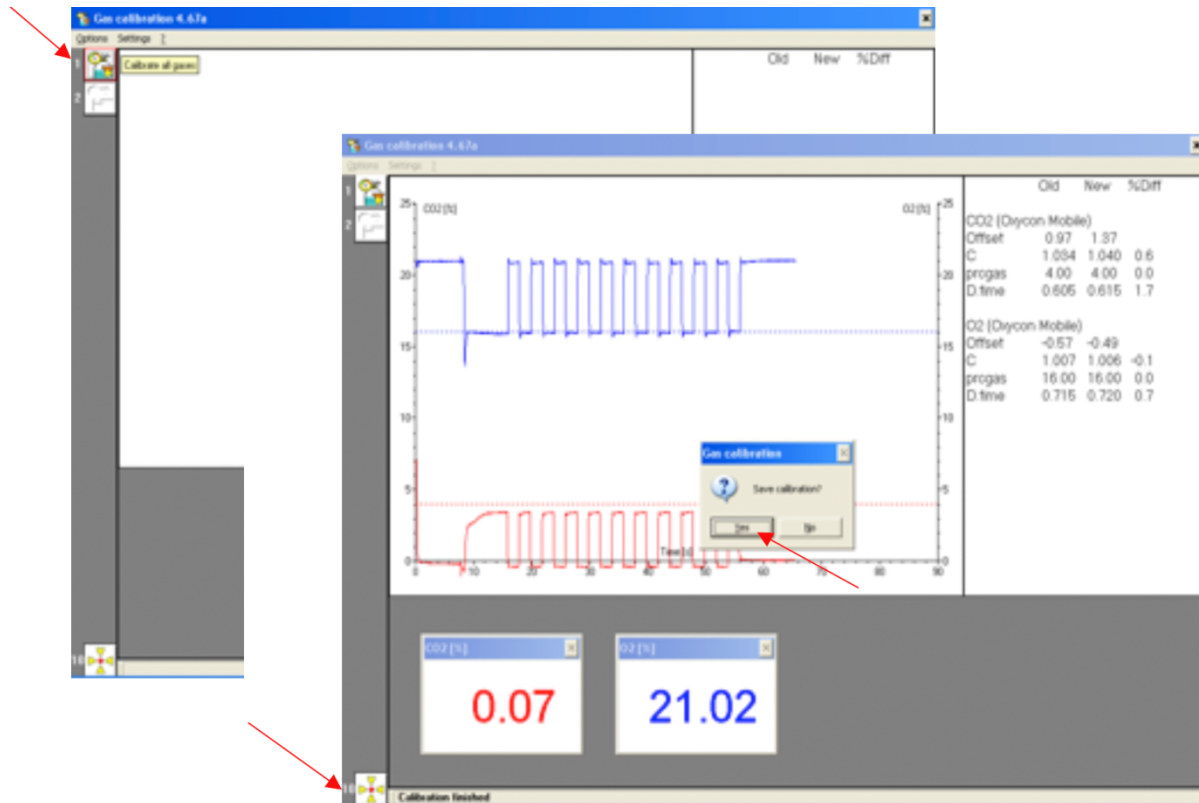 Gas calibration 4.67a
Options Settings ?
1
Calibrate all gases
2
Old New %Diff
10
Gas calibration 4.67a
Options Settings ?
1
2
CO2 [%]
O2 [%]
25
20
15
10
5
0
25
20
15
10
5
0
0 10 20 30 40 50 60 70 80 90
Time [s]
Gas calibration
Save calibration?
Yes No
Old New %Diff
CO2 (Oxycon Mobile)
Offset 0.97 1.37
C 1.034 1.040 0.6
prcgas 4.00 4.00 0.0
D.time 0.605 0.615 1.7
O2 (Oxycon Mobile)
Offset -0.57 -0.49
C 1.007 1.006 -0.1
prcgas 16.00 16.00 0.0
D.time 0.715 0.720 0.7
CO2 [%]
0.07
O2 [%]
21.02
10
Calibration finished